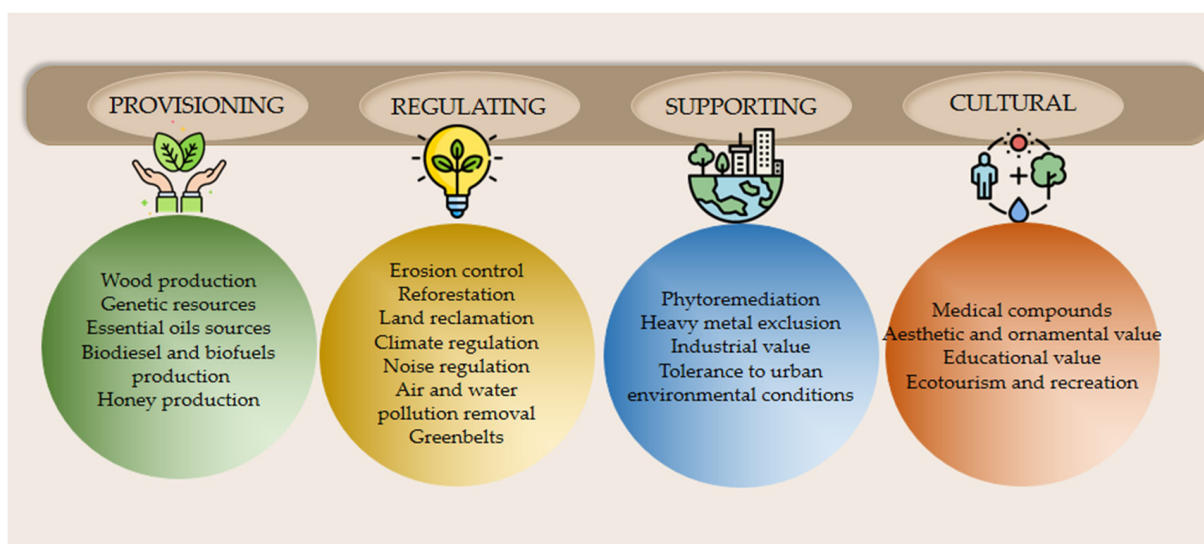 PROVISIONING
REGULATING
SUPPORTING
CULTURAL
Wood production
Genetic resources
Essential oils sources
Biodiesel and biofuels
production
Honey production
Erosion control
Reforestation
Land reclamation
Climate regulation
Noise regulation
Air and water
pollution removal
Greenbelts
Phytoremediation
Heavy metal exclusion
Industrial value
Tolerance to urban
environmental conditions
Medical compounds
Aesthetic and ornamental value
Educational value
Ecotourism and recreation